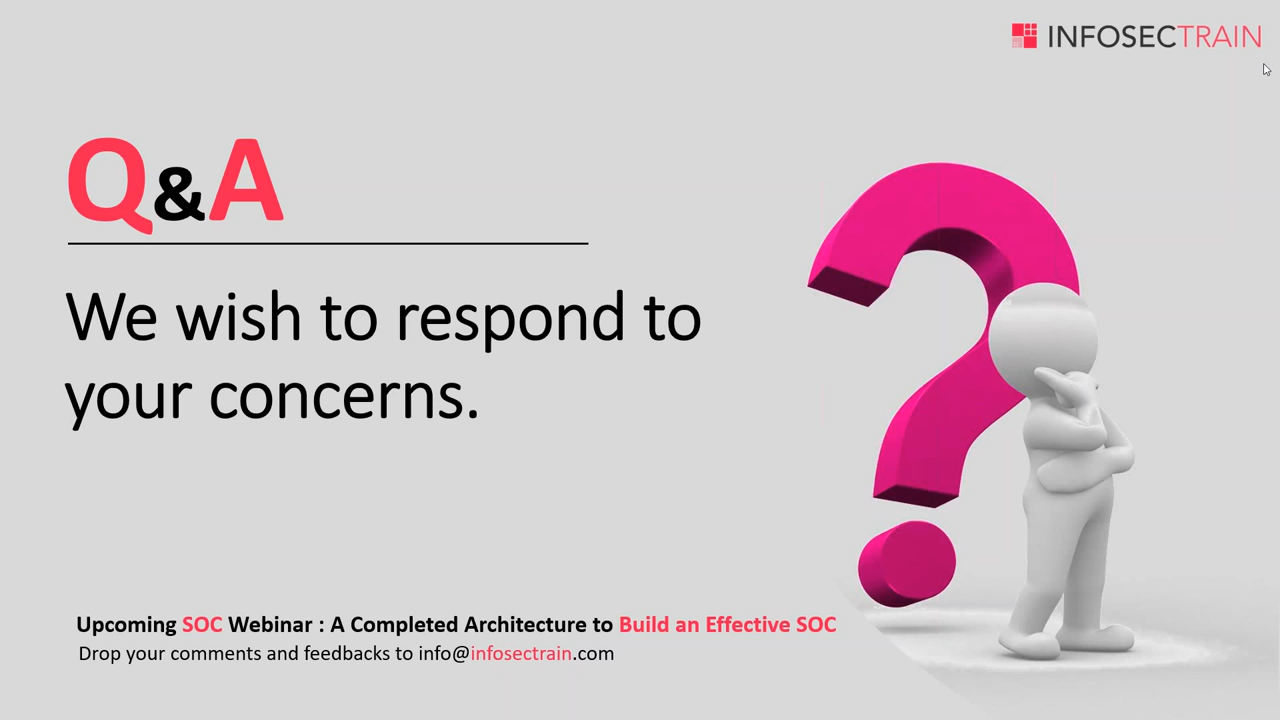 INFOSECTRAIN
Q&A
We wish to respond to
your concerns.
Upcoming SOC Webinar : A Completed Architecture to Build an Effective SOC
Drop your comments and feedbacks to info@infosectrain.com